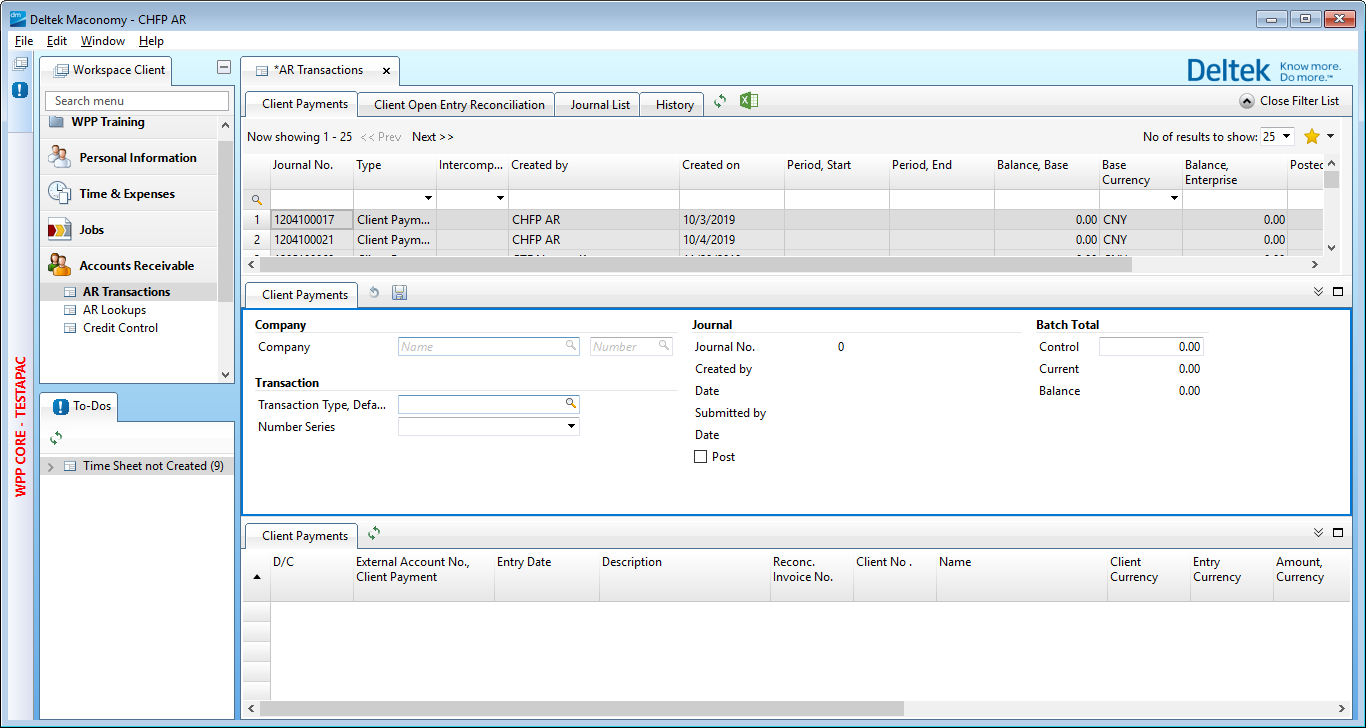 Deltek Maconomy - CHFP AR
File Edit Window Help
Workspace Client
Search menu
WPP Training
Personal Information
Time & Expenses
Jobs
Accounts Receivable
AR Transactions
AR Lookups
Credit Control
WPP CORE - TESTAPAC
To-Dos
Time Sheet not Created (9)
*AR Transactions
Deltek Know more.
Do more.™
Client Payments Client Open Entry Reconciliation Journal List History Close Filter List
Now showing 1 - 25 << Prev Next >> No of results to show: 25
Journal No. Type Intercomp... Created by Created on Period, Start Period, End Balance, Base Base Currency Balance, Enterprise Posted
1 1204100017 Client Paym... CHFP AR 10/3/2019 0.00 CNY 0.00
2 1204100021 Client Paym... CHFP AR 10/4/2019 0.00 CNY 0.00
Client Payments
Company
Company Name Number
Transaction
Transaction Type, Defa...
Number Series
Journal
Journal No. 0
Created by
Date
Submitted by
Date
Post
Batch Total
Control 0.00
Current 0.00
Balance 0.00
Client Payments
D/C External Account No., Client Payment Entry Date Description Reconc. Invoice No. Client No . Name Client Currency Entry Currency Amount, Currency